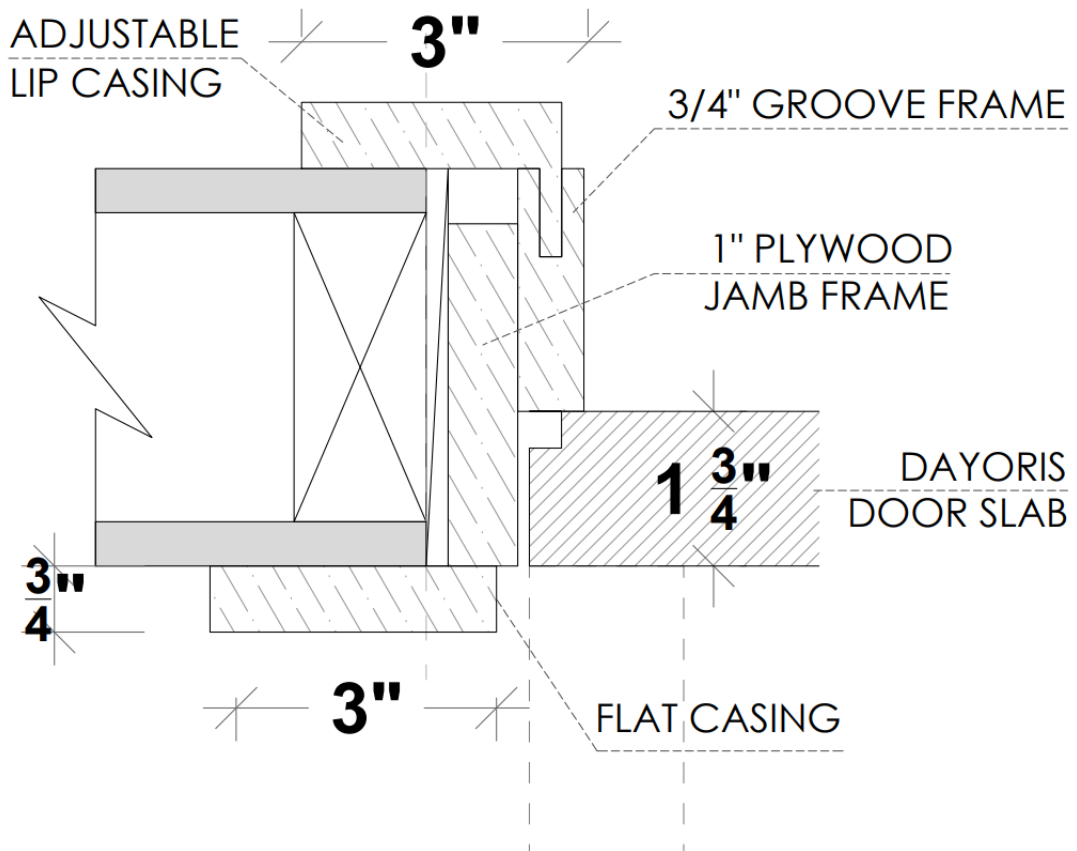 ADJUSTABLE
LIP CASING
3"
3/4" GROOVE FRAME
1" PLYWOOD
JAMB FRAME
1 3/4"
DAYORIS
DOOR SLAB
3/4"
3"
FLAT CASING